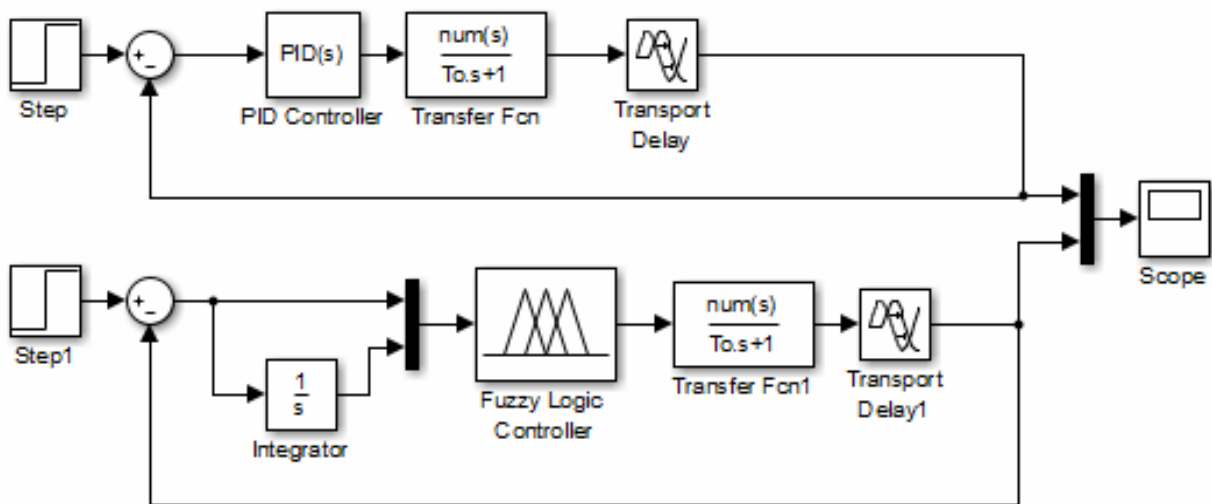 Step
+
−
PID(s)
PID Controller
num(s)
To.s+1
Transfer Fcn
Transport
Delay
Scope
Step1
+
−
1
s
Integrator
Fuzzy Logic
Controller
num(s)
To.s+1
Transfer Fcn1
Transport
Delay1